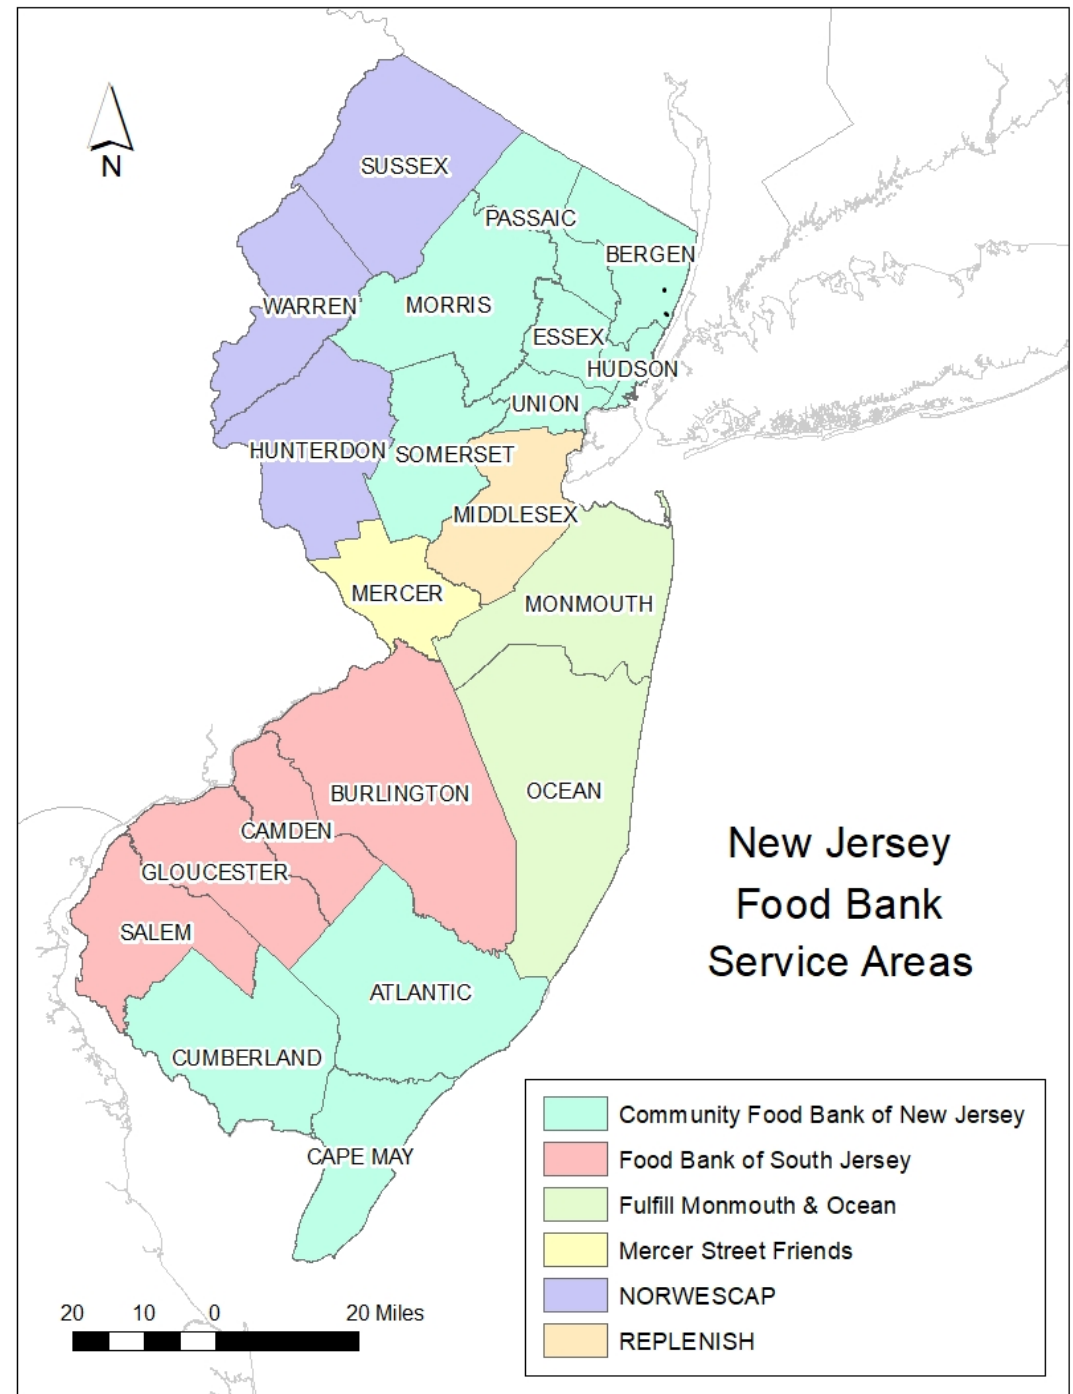 N
SUSSEX
PASSAIC
BERGEN
WARREN
MORRIS
ESSEX
HUDSON
UNION
HUNTERDON
SOMERSET
MIDDLESEX
MERCER
MONMOUTH
BURLINGTON
OCEAN
CAMDEN
GLOUCESTER
SALEM
ATLANTIC
CUMBERLAND
CAPE MAY
New Jersey
Food Bank
Service Areas
Community Food Bank of New Jersey
Food Bank of South Jersey
Fulfill Monmouth & Ocean
Mercer Street Friends
NORWESCAP
REPLENISH
20 10 0 20 Miles